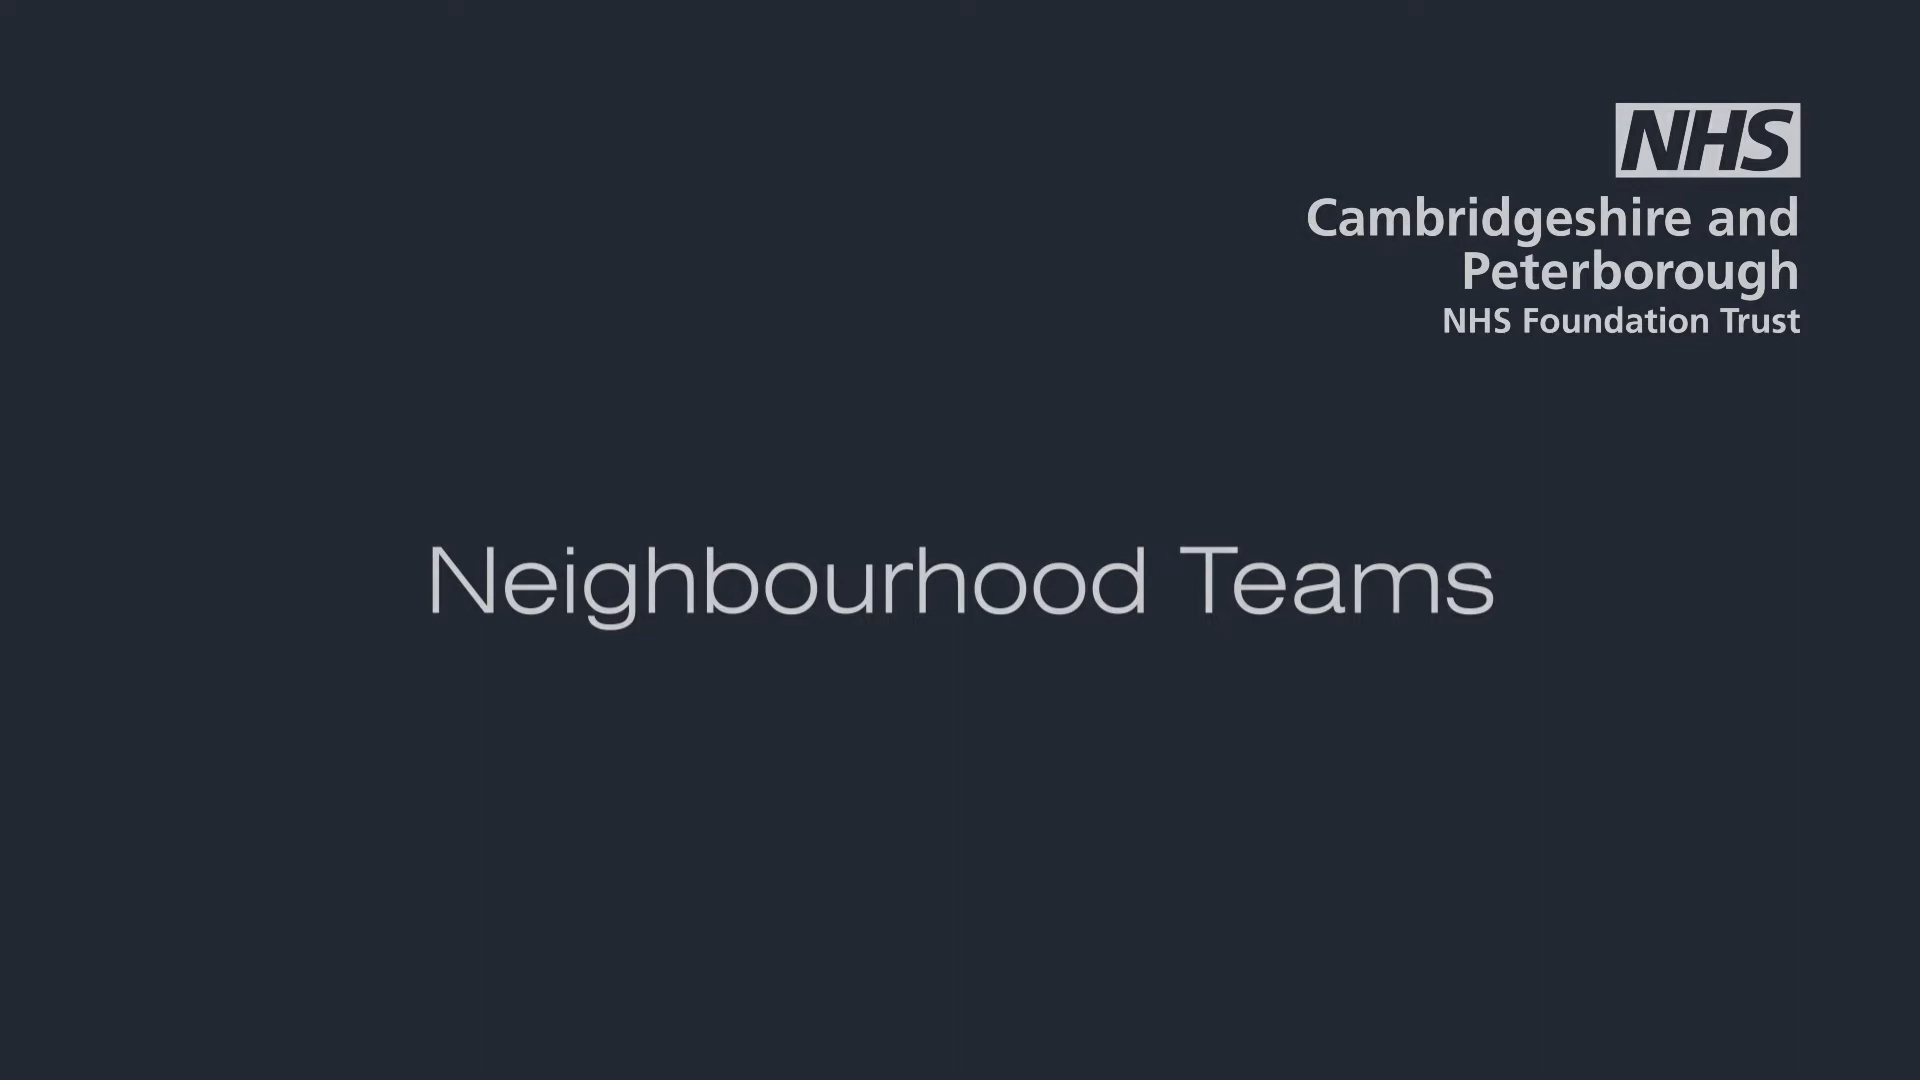 NHS
Cambridgeshire and
Peterborough
NHS Foundation Trust
Neighbourhood Teams